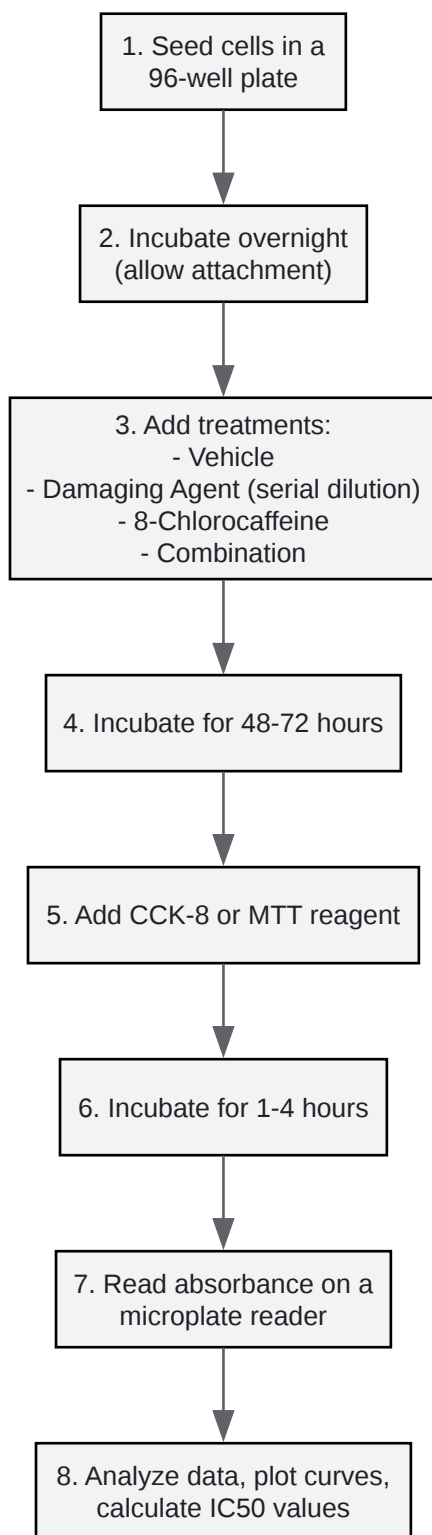 1. Seed cells in a
96-well plate
2. Incubate overnight
(allow attachment)
3. Add treatments:
- Vehicle
- Damaging Agent (serial dilution)
- 8-Chlorocaffeine
- Combination
4. Incubate for 48-72 hours
5. Add CCK-8 or MTT reagent
6. Incubate for 1-4 hours
7. Read absorbance on a
microplate reader
8. Analyze data, plot curves,
calculate IC50 values